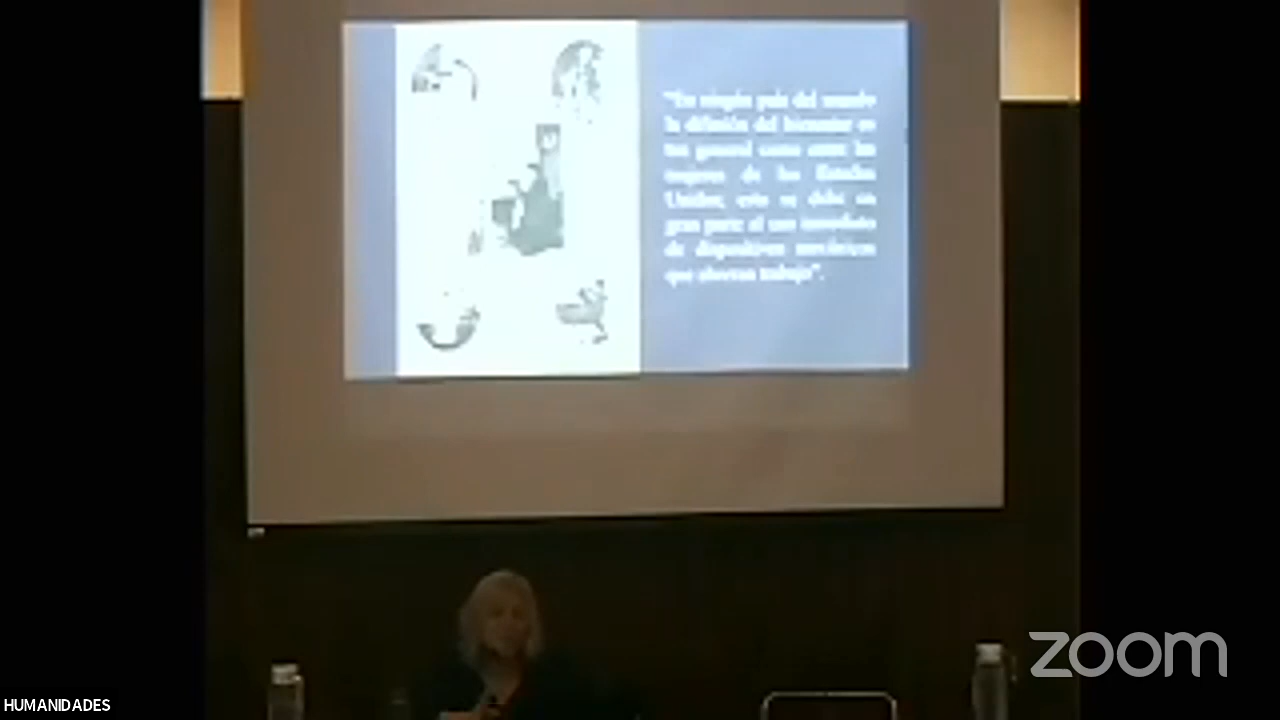 "En ningún país del mundo
la difusión del bienestar es
tan general como entre las
mujeres de los Estados
Unidos; esto se debe en
gran parte al uso inmediato
de dispositivos mecánicos
que ahorran trabajo".
zoom
HUMANIDADES